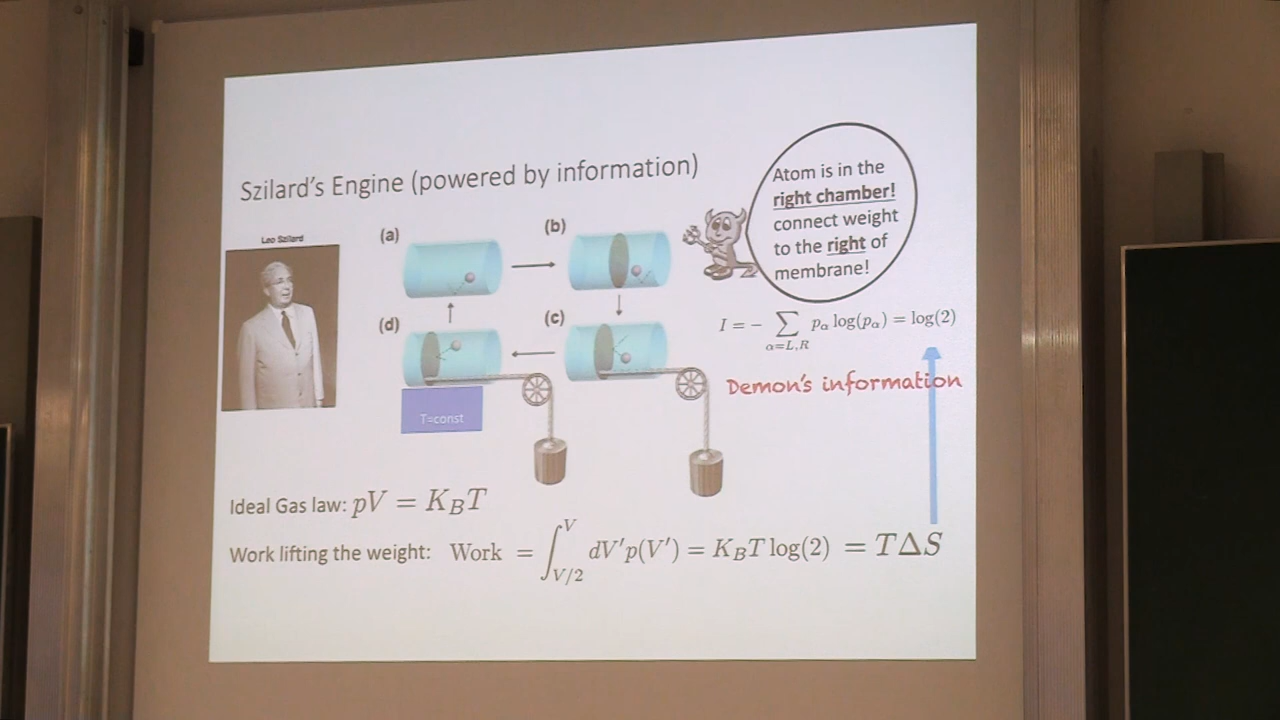 Szilard's Engine (powered by information)
Leo Szilard
(a)
(b)
(d)
(c)
T=const
Atom is in the
right chamber!
connect weight
to the right of
membrane!
I = − ∑_{α=L,R} p_α log(p_α) = log(2)
Demon's information
Ideal Gas law: pV = K_B T
Work lifting the weight: Work = ∫_{V/2}^{V} dV′p(V′) = K_B T log(2) = TΔS